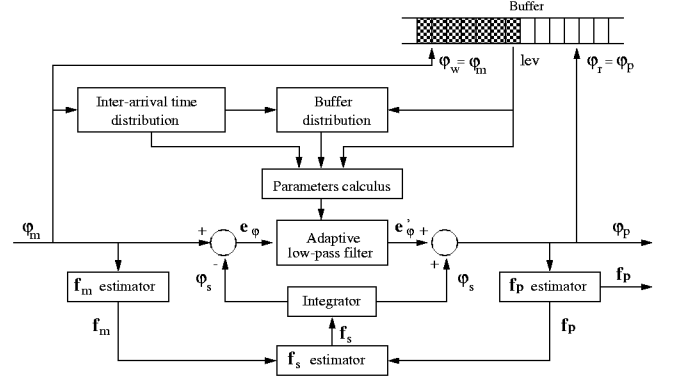 Buffer
φw = φm
lev
φr = φp
Inter-arrival time
distribution
Buffer
distribution
Parameters calculus
φm
+
-
eφ
Adaptive
low-pass filter
e'φ
+
+
φp
fm estimator
φs
Integrator
φs
fp estimator
fp
fm
fs
fs estimator
fp